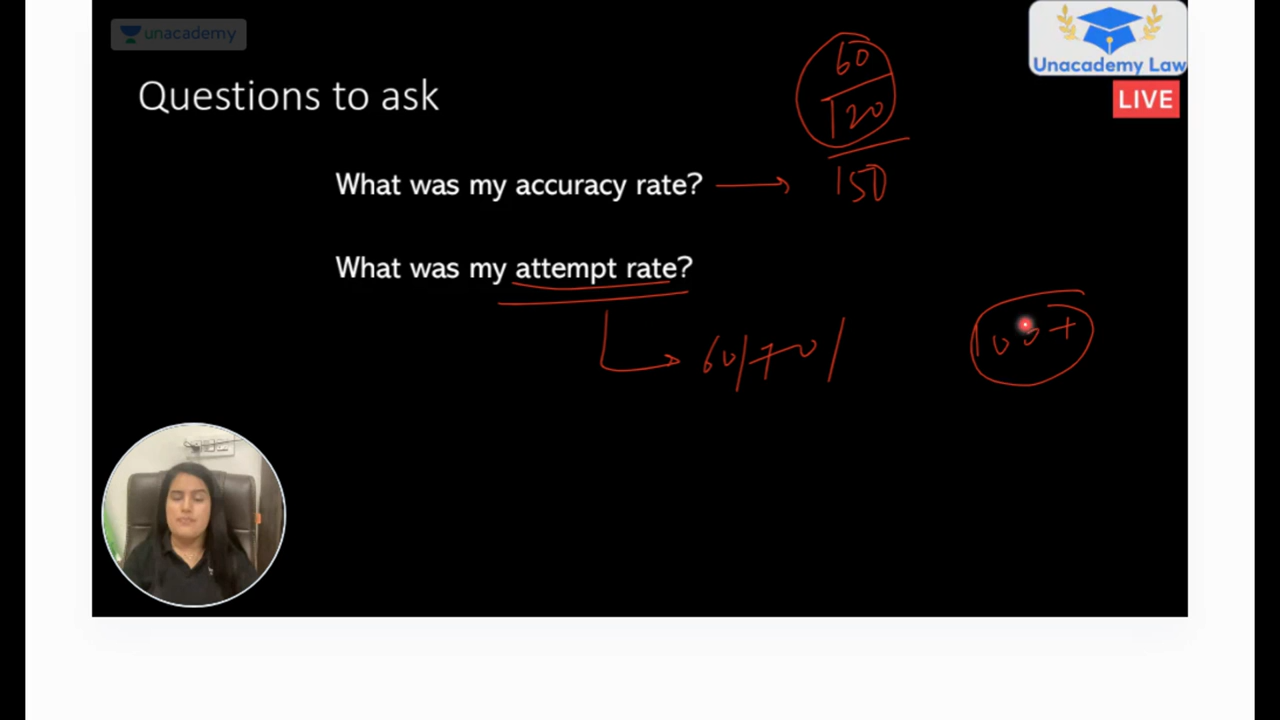 unacademy
Unacademy Law
LIVE
Questions to ask
60
120
150
What was my accuracy rate?
What was my attempt rate?
60/70/
100+